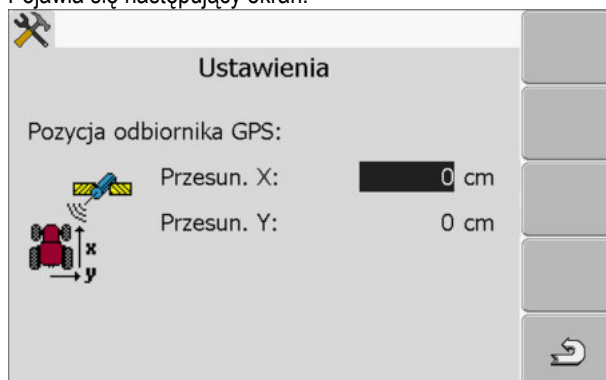 Pojawia się następujący ekran:
Ustawienia
Pozycja odbiornika GPS:
Przesun. X: 0 cm
Przesun. Y: 0 cm
x
y